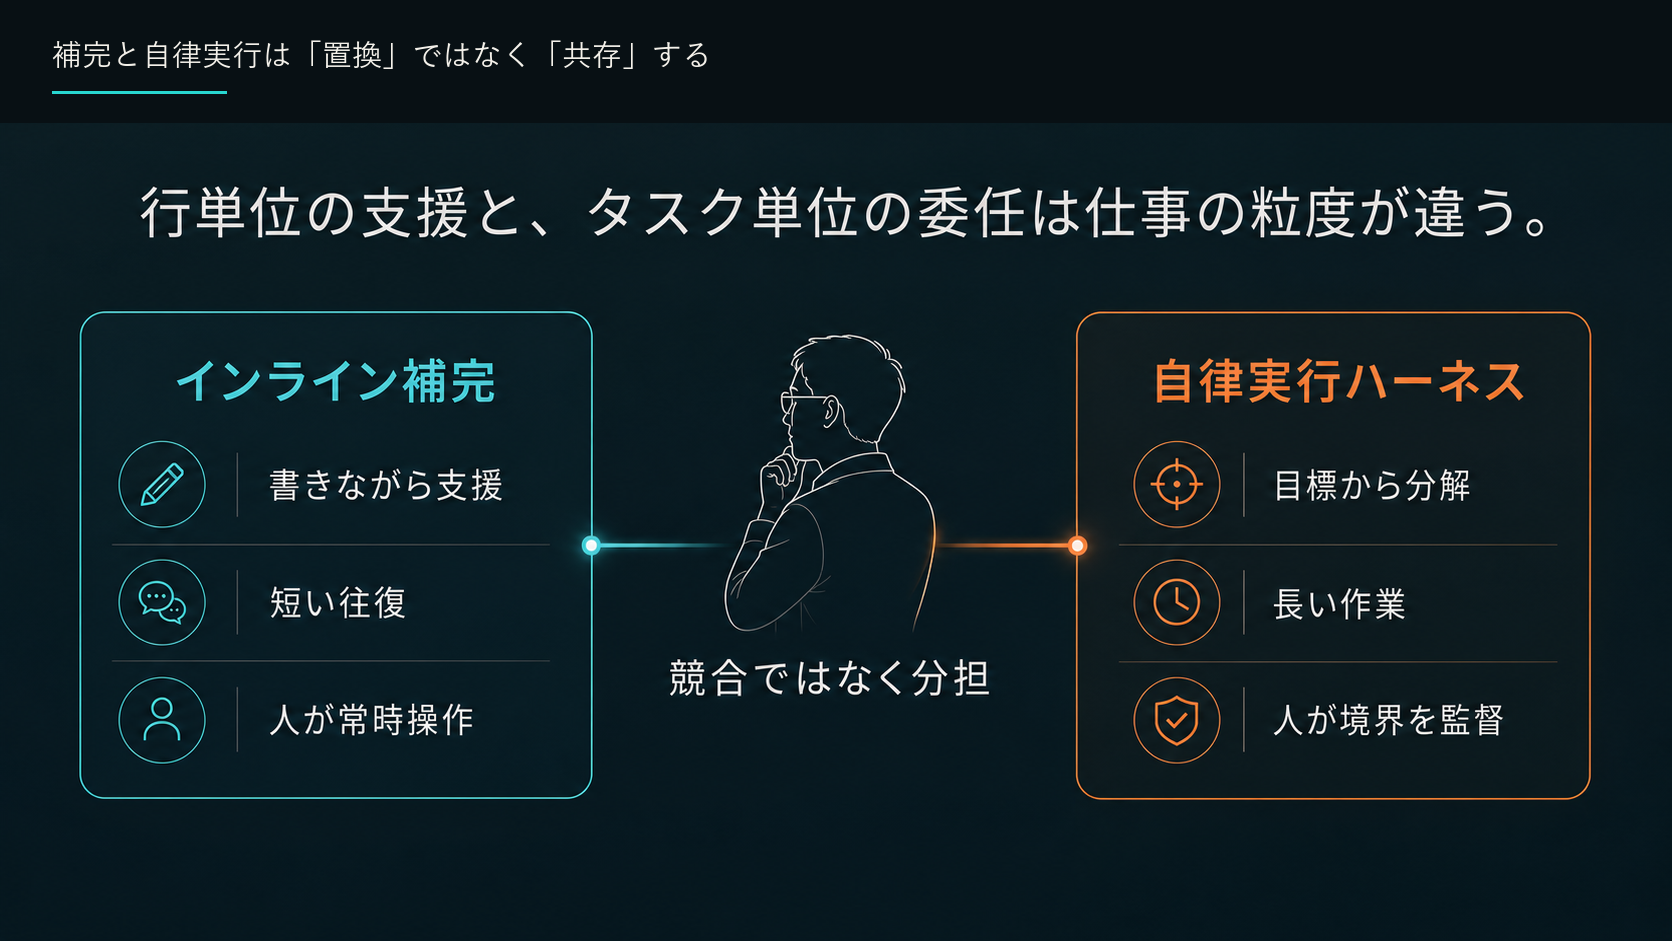 補完と自律実行は「置換」ではなく「共存」する
行単位の支援と、タスク単位の委任は仕事の粒度が違う。
インライン補完
書きながら支援
短い往復
人が常時操作
競合ではなく分担
自律実行ハーネス
目標から分解
長い作業
人が境界を監督